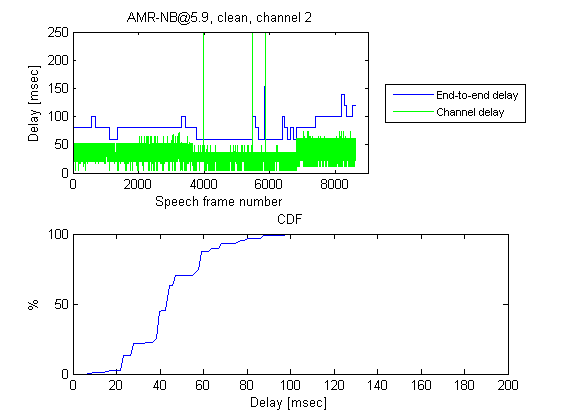 AMR-NB@5.9, clean, channel 2
250
200
150
100
50
0
Delay [msec]
0 2000 4000 6000 8000
Speech frame number
End-to-end delay
Channel delay
CDF
100
50
0
%
0 20 40 60 80 100 120 140 160 180 200
Delay [msec]